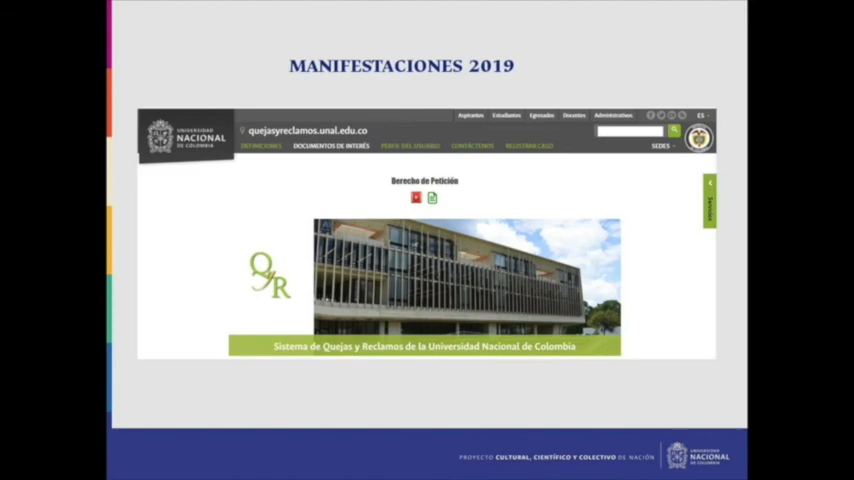 MANIFESTACIONES 2019
Aspirantes Estudiantes Egresados Docentes Administrativos ES
UNIVERSIDAD
NACIONAL
DE COLOMBIA
quejasyreclamos.unal.edu.co
DEFINICIONES DOCUMENTOS DE INTERÉS PERFIL DEL USUARIO CONTÁCTENOS REGISTRAR CASO SEDES
Derecho de Petición
Servicios
QyR
Sistema de Quejas y Reclamos de la Universidad Nacional de Colombia
PROYECTO CULTURAL, CIENTÍFICO Y COLECTIVO DE NACIÓN
UNIVERSIDAD
NACIONAL
DE COLOMBIA